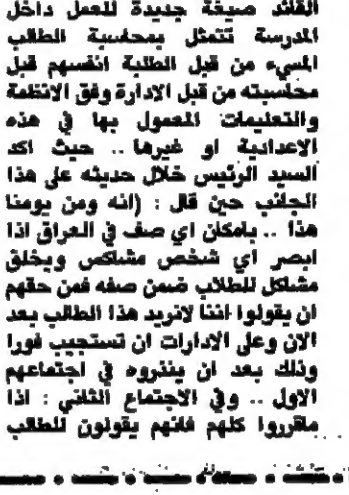 القائد صيغة جديدة للعمل داخل
المدرسة تتمثل بمحاسبة الطالب
المسيء من قبل الطلبة انفسهم قبل
محاسبته من قبل الادارة وفق الانظمة
والتعليمات المعمول بها في هذه
الاعدادية او غيرها .. حيث اكد
السيد الرئيس خلال حديثه على هذا
الجانب حين قال : (انه ومن يومنا
هذا .. بامكان اي صف في العراق اذا
ابصر اي شخص مشاكس ويخلق
مشاكل للطلاب ضمن صفه فمن حقهم
ان يقولوا اننا لانريد هذا الطالب بعد
الان وعلى الادارات ان تستجيب فورا
وذلك بعد ان ينذروه في اجتماعهم
الاول .. وفي الاجتماع الثاني : اذا
ماقرروا كلهم فانهم يقولون للطالب